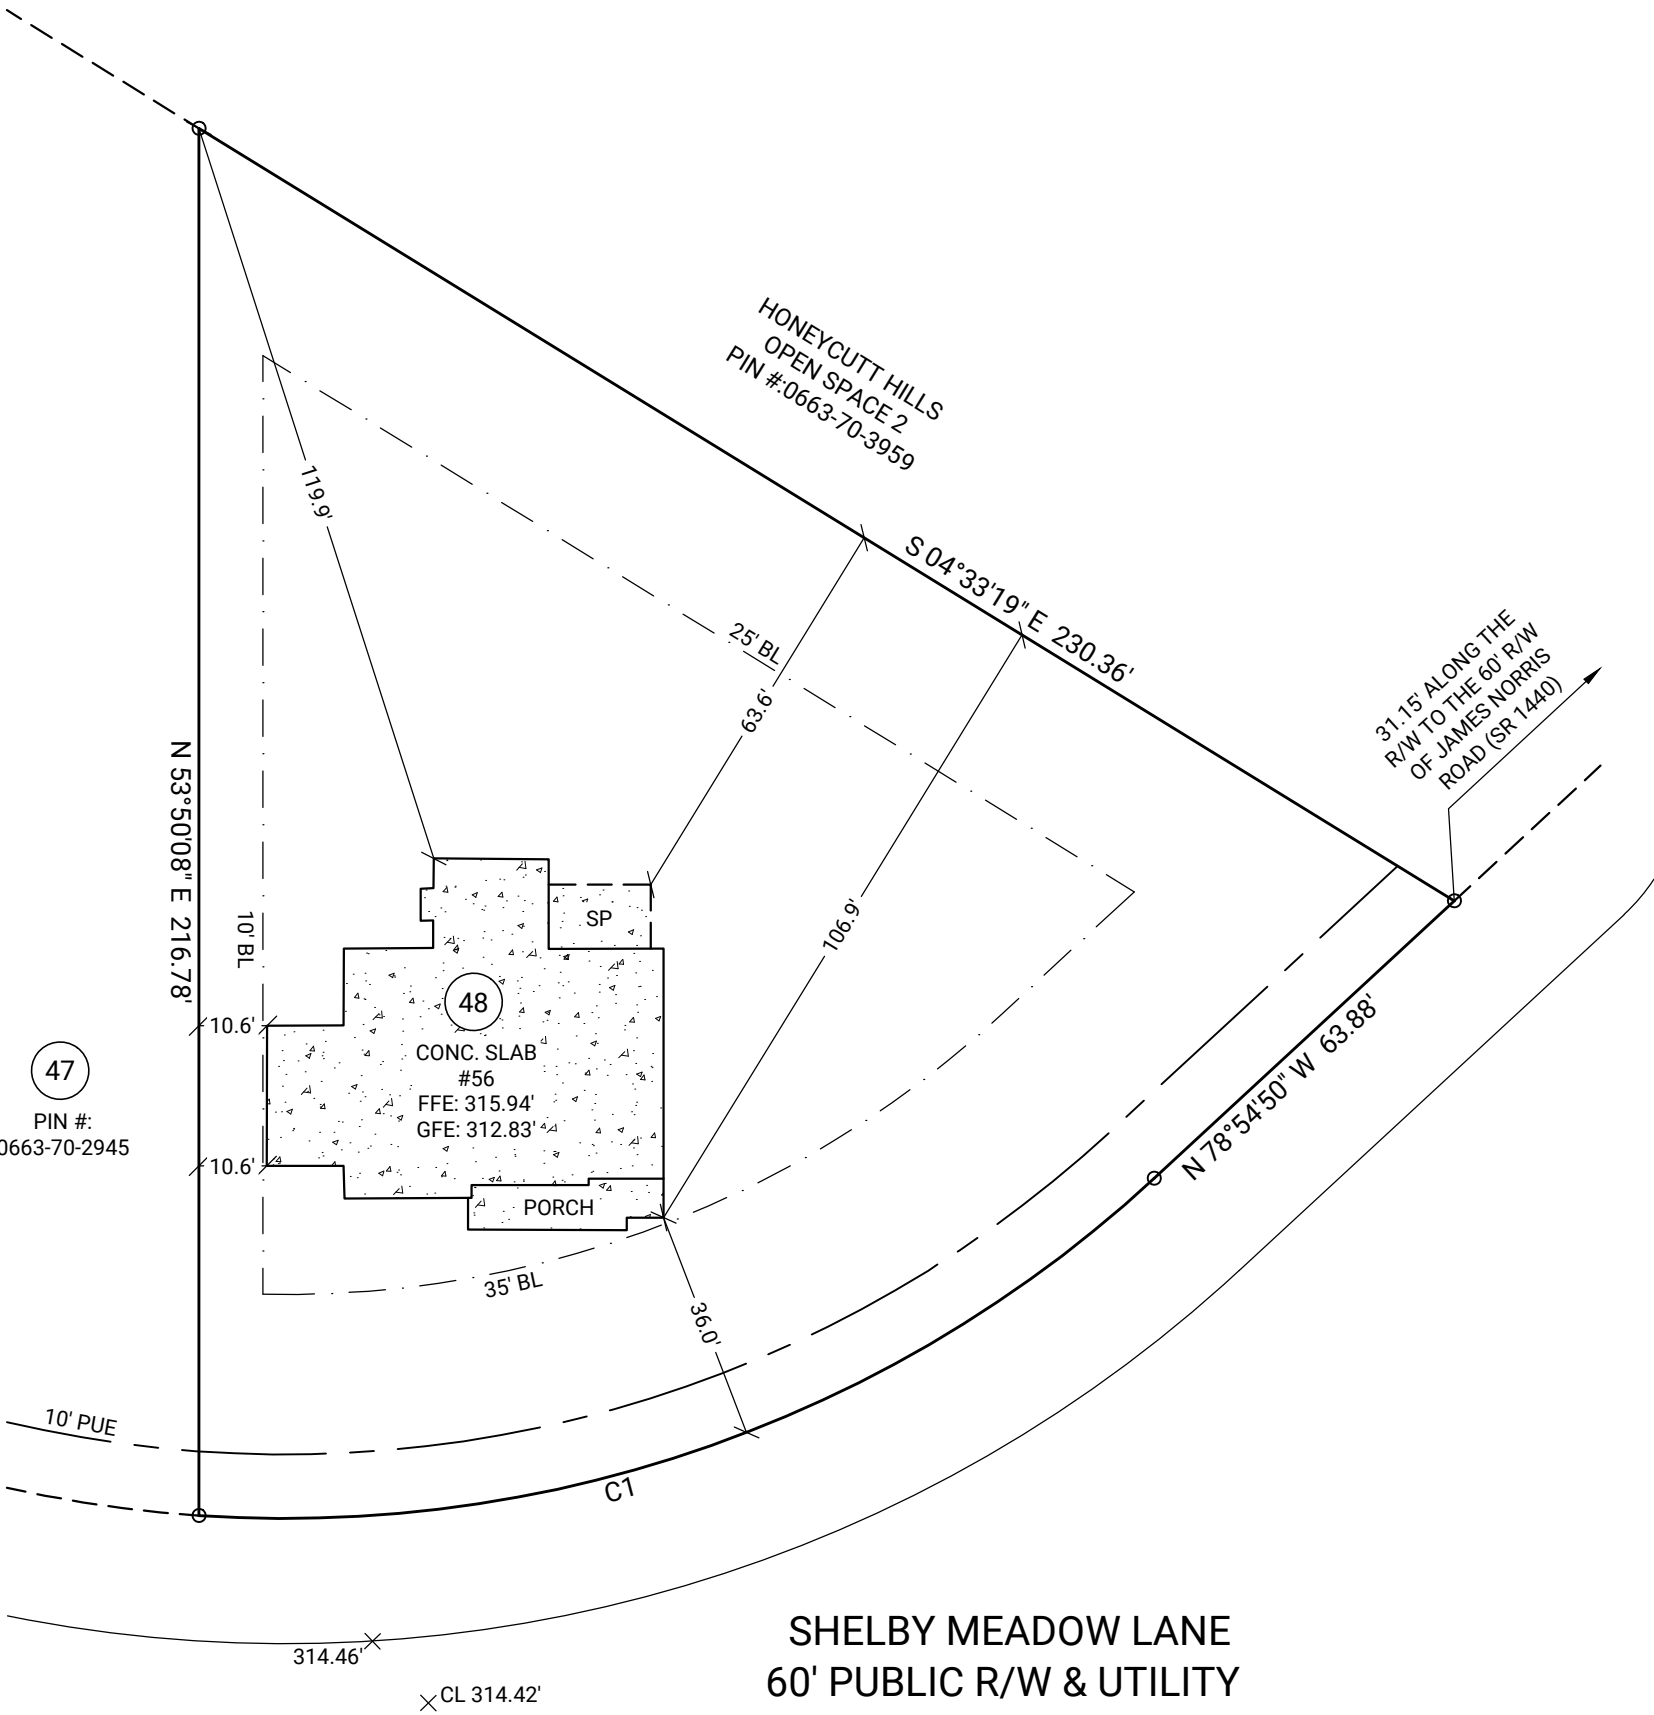 HONEYCUTT HILLS
OPEN SPACE 2
PIN #:0663-70-3959
119.9'
S 04°33'19" E 230.36'
31.15' ALONG THE
R/W TO THE 60' R/W
OF JAMES NORRIS
ROAD (SR 1440)
25' BL
63.6'
N 53°50'08" E 216.78'
10' BL
106.9'
SP
48
10.6'
CONC. SLAB
#56
FFE: 315.94'
GFE: 312.83'
47
PIN #:
0663-70-2945
10.6'
N 78°54'50" W 63.88'
PORCH
35' BL
36.0'
10' PUE
C1
SHELBY MEADOW LANE
60' PUBLIC R/W & UTILITY
314.46'
CL 314.42'